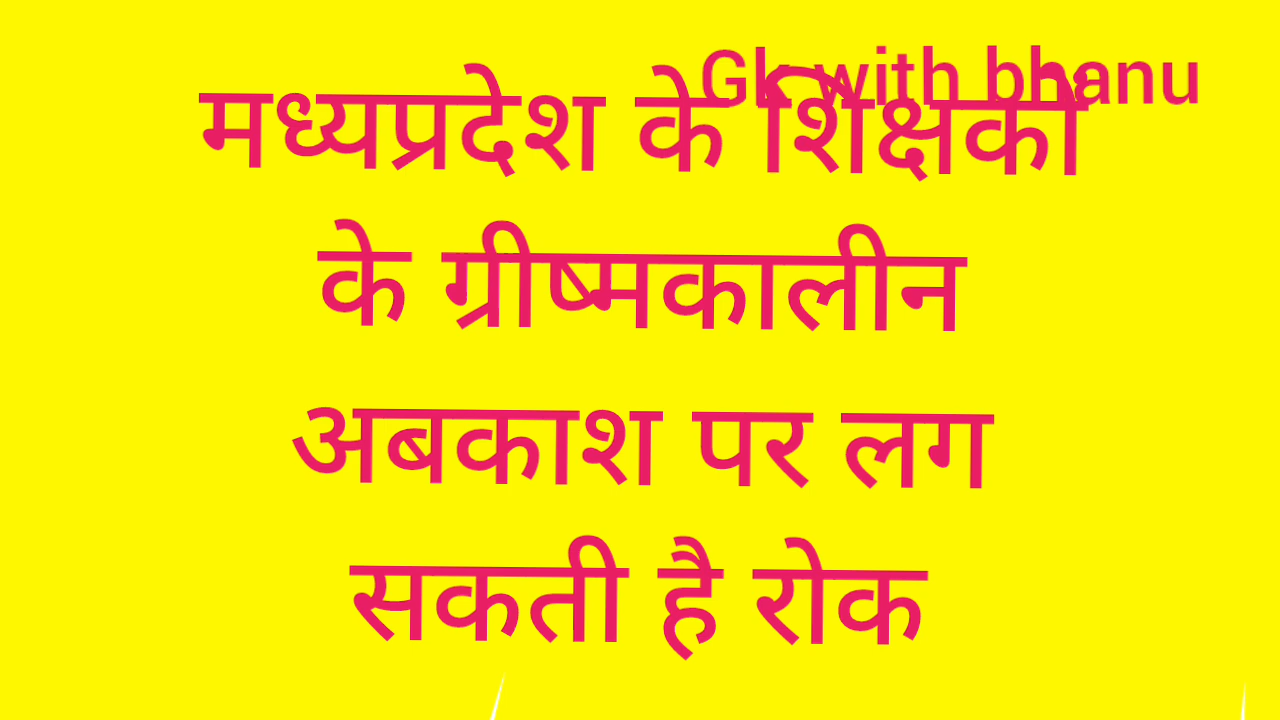 Gk with bhanu
मध्यप्रदेश के शिक्षकों
के ग्रीष्मकालीन
अबकाश पर लग
सकती है रोक